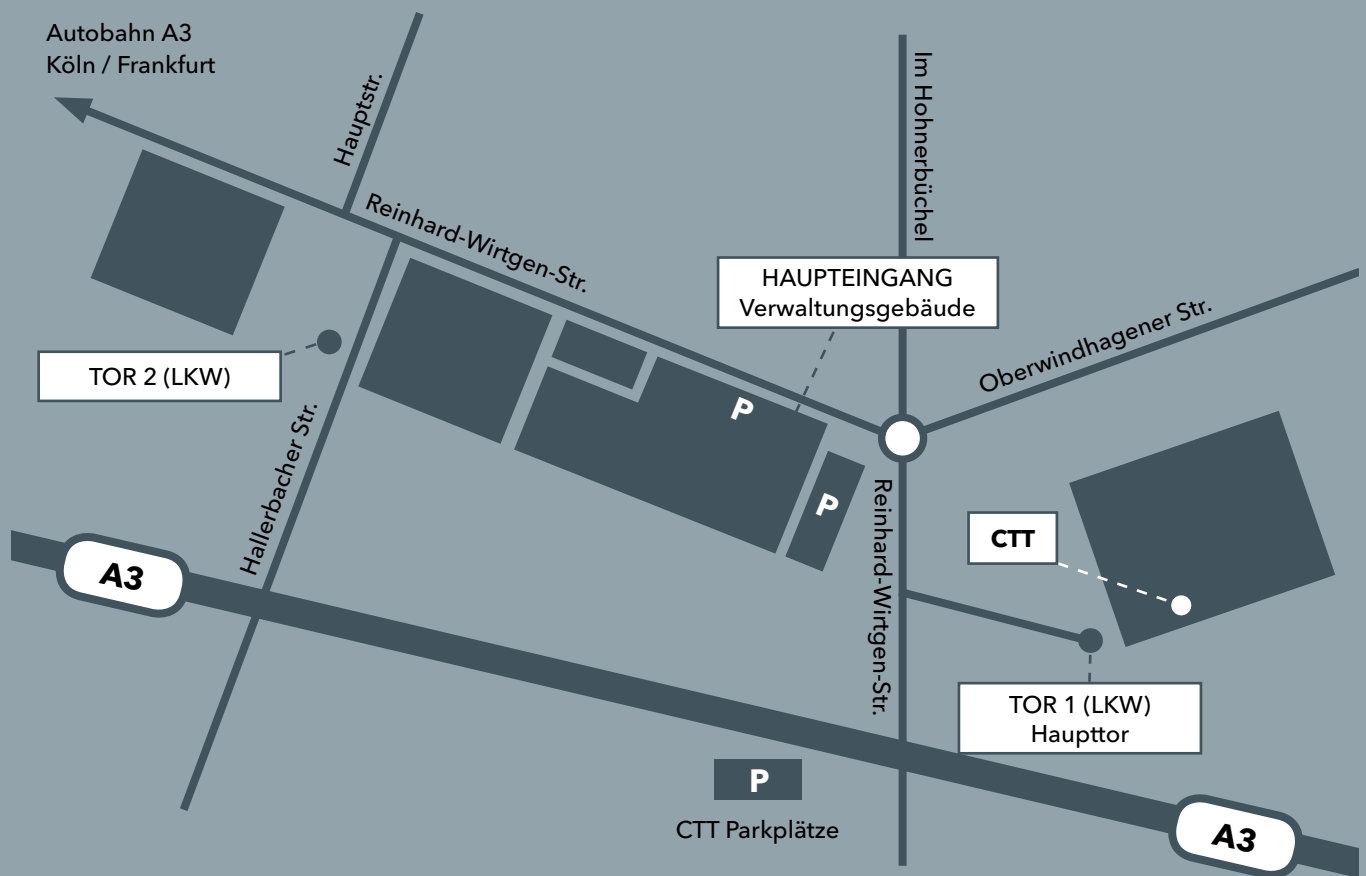 Autobahn A3
Köln / Frankfurt
Hauptstr.
Im Hohnerbüchel
Reinhard-Wirtgen-Str.
HAUPTEINGANG
Verwaltungsgebäude
Oberwindhagener Str.
TOR 2 (LKW)
P
Hallerbacher Str.
P
Reinhard-Wirtgen-Str.
CTT
A3
TOR 1 (LKW)
Haupttor
P
CTT Parkplätze
A3